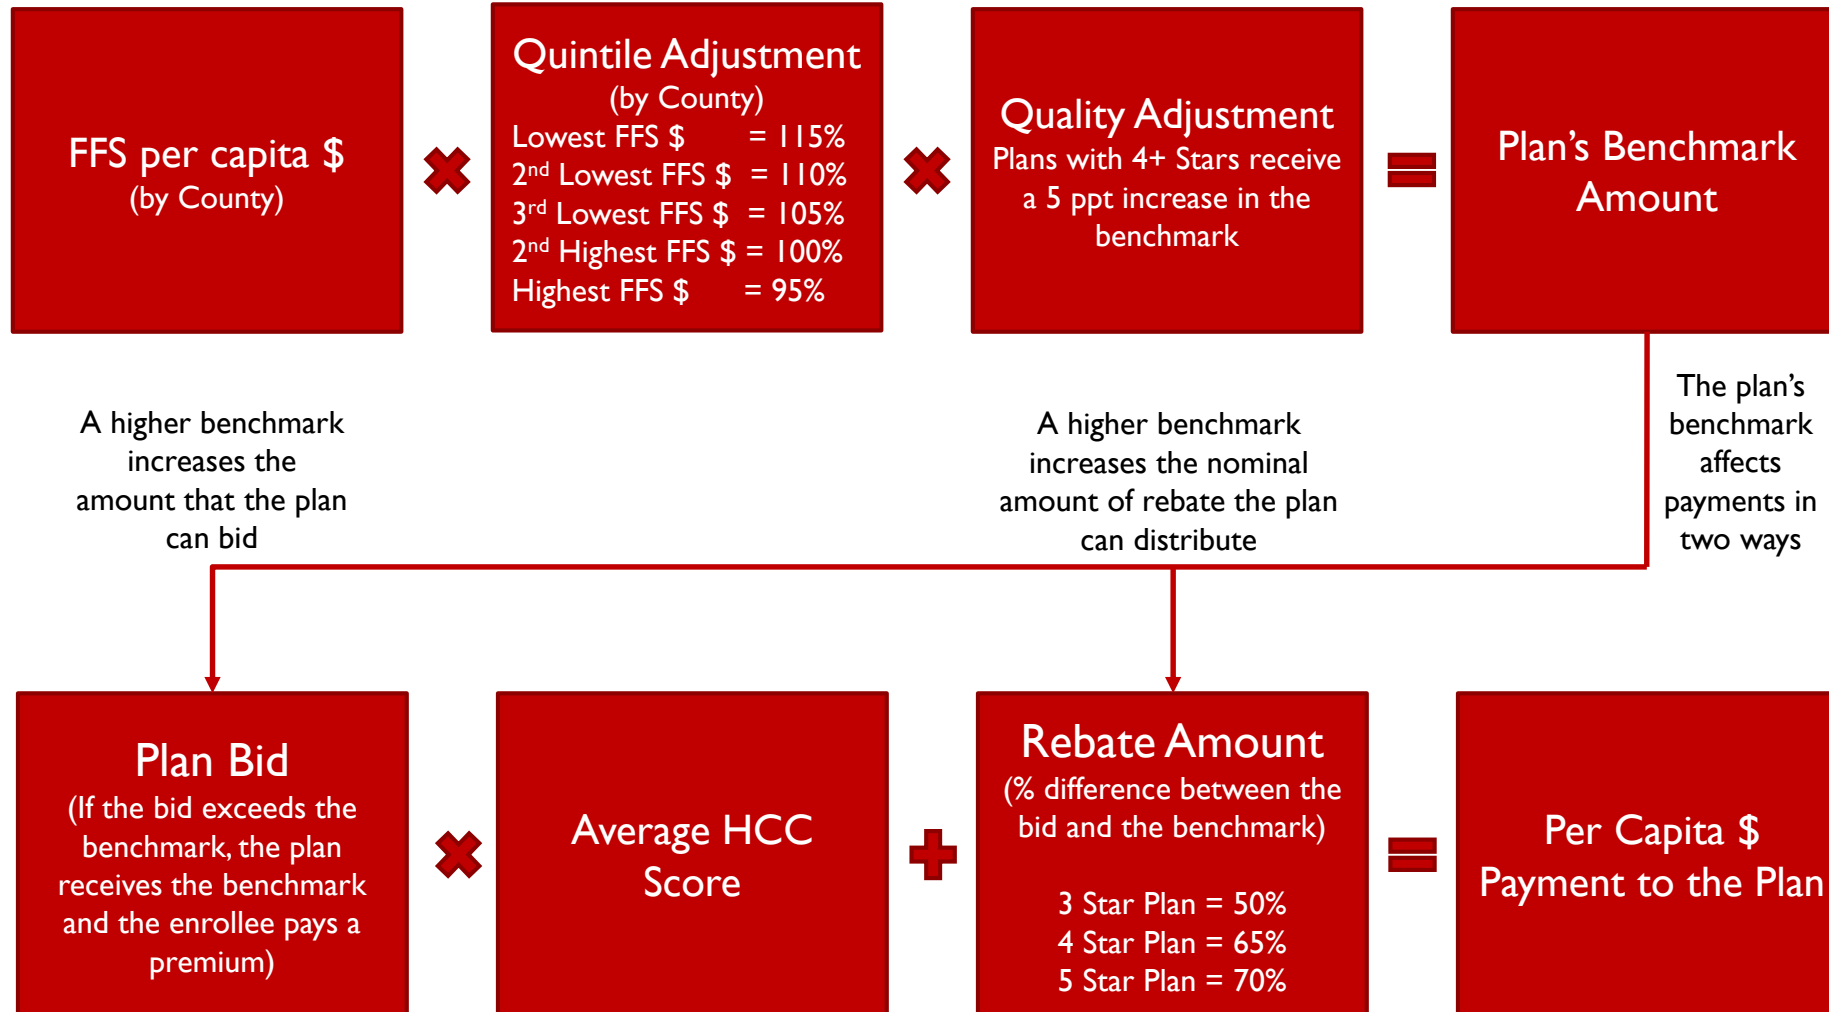 FFS per capita $
(by County)
Quintile Adjustment
(by County)
Lowest FFS $ = 115%
2nd Lowest FFS $ = 110%
3rd Lowest FFS $ = 105%
2nd Highest FFS $ = 100%
Highest FFS $ = 95%
Quality Adjustment
Plans with 4+ Stars receive
a 5 ppt increase in the
benchmark
Plan's Benchmark
Amount
A higher benchmark
increases the
amount that the plan
can bid
A higher benchmark
increases the nominal
amount of rebate the plan
can distribute
The plan's
benchmark
affects
payments in
two ways
Plan Bid
(If the bid exceeds the
benchmark, the plan
receives the benchmark
and the enrollee pays a
premium)
Average HCC
Score
Rebate Amount
(% difference between the
bid and the benchmark)
3 Star Plan = 50%
4 Star Plan = 65%
5 Star Plan = 70%
Per Capita $
Payment to the Plan